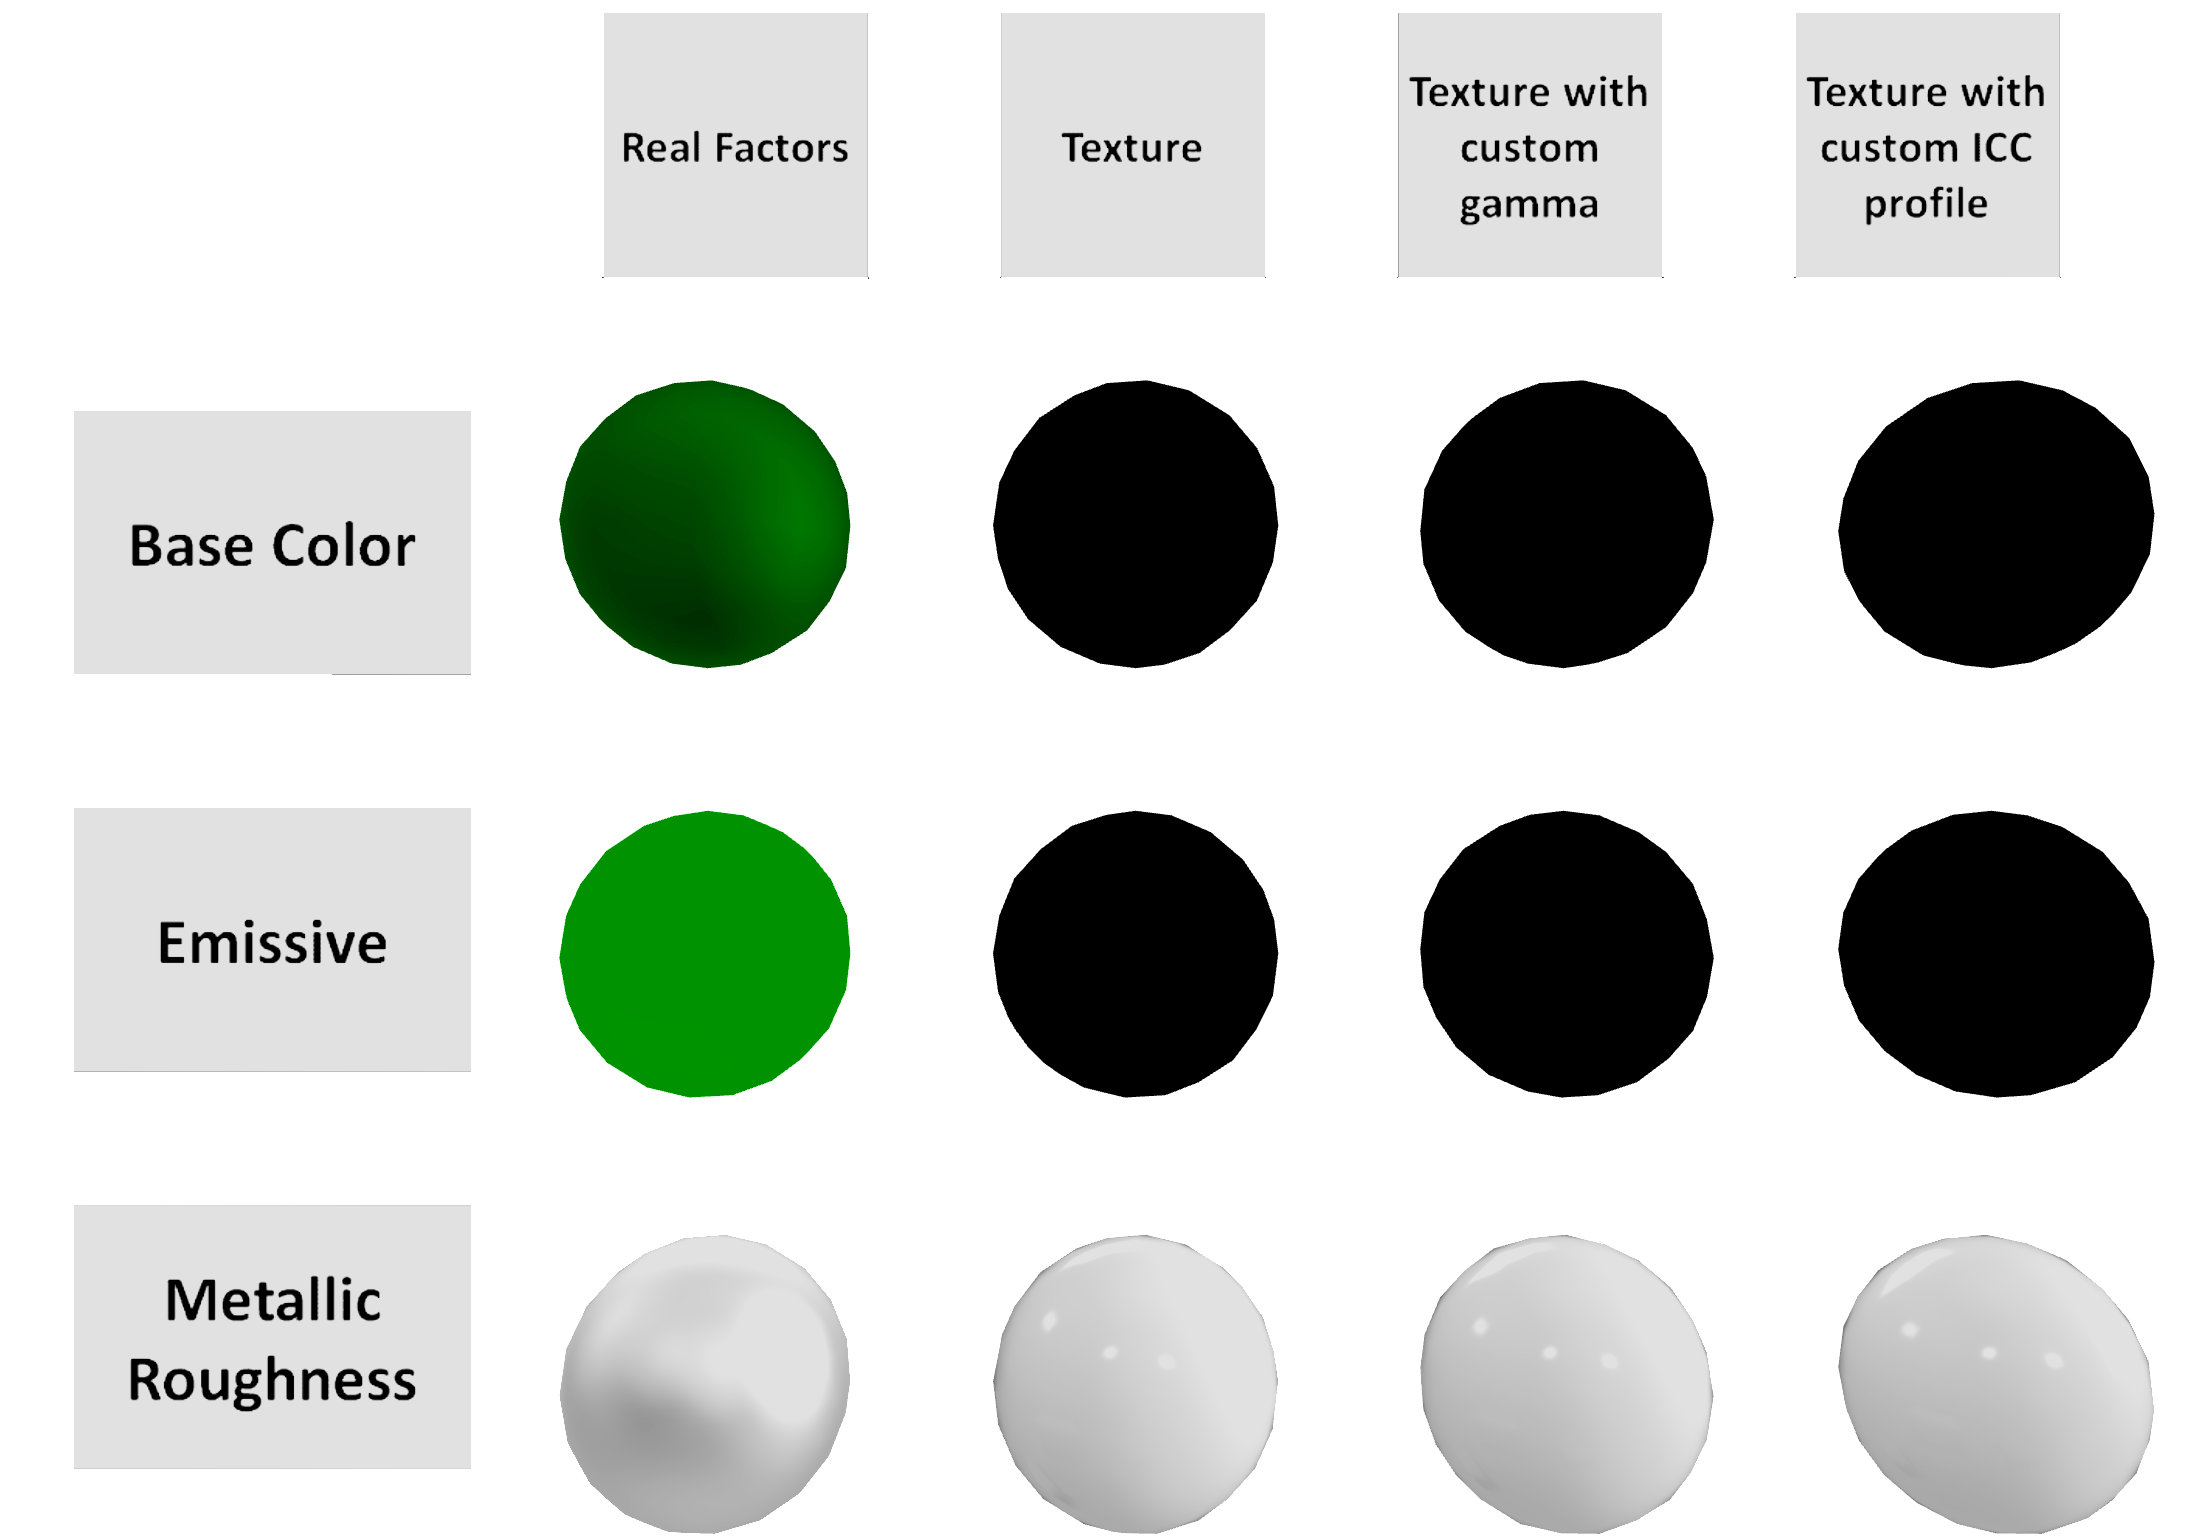 Real Factors
Texture
Texture with
custom
gamma
Texture with
custom ICC
profile
Base Color
Emissive
Metallic
Roughness